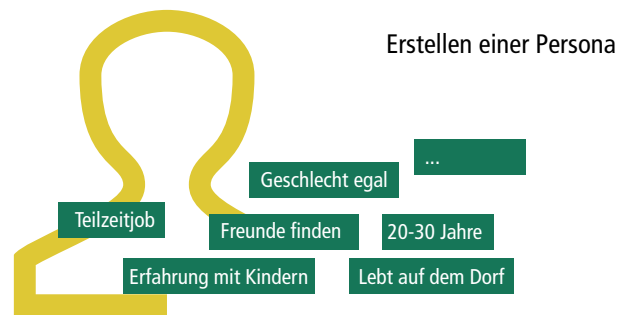 Erstellen einer Persona
...
Geschlecht egal
Teilzeitjob
Freunde finden
20-30 Jahre
Erfahrung mit Kindern
Lebt auf dem Dorf